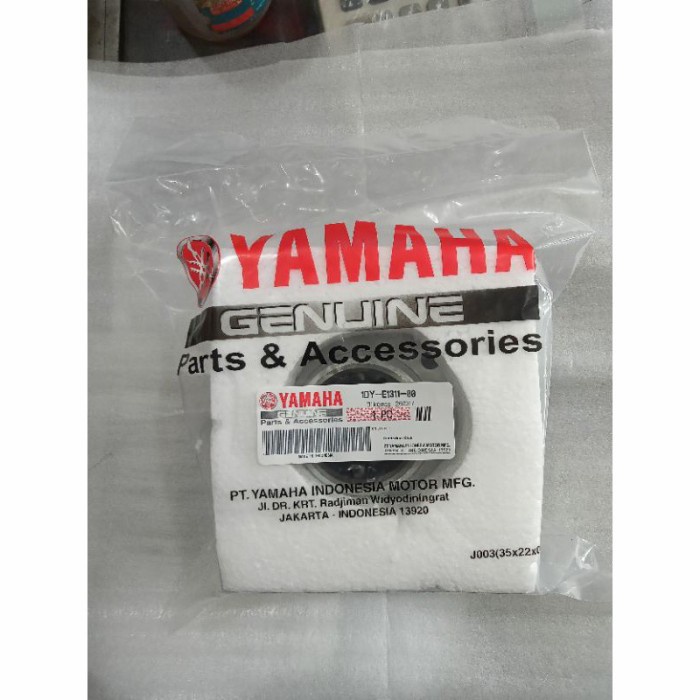 YAMAHA
GENUINE
Parts & Accessories
YAMAHA
1DY-E1311-00
GENUINE
Parts & Accessories
PT. YAMAHA INDONESIA MOTOR MFG.
Jl. DR. KRT. Radjiman Widyodiningrat
JAKARTA - INDONESIA 13920
J003(35x22x